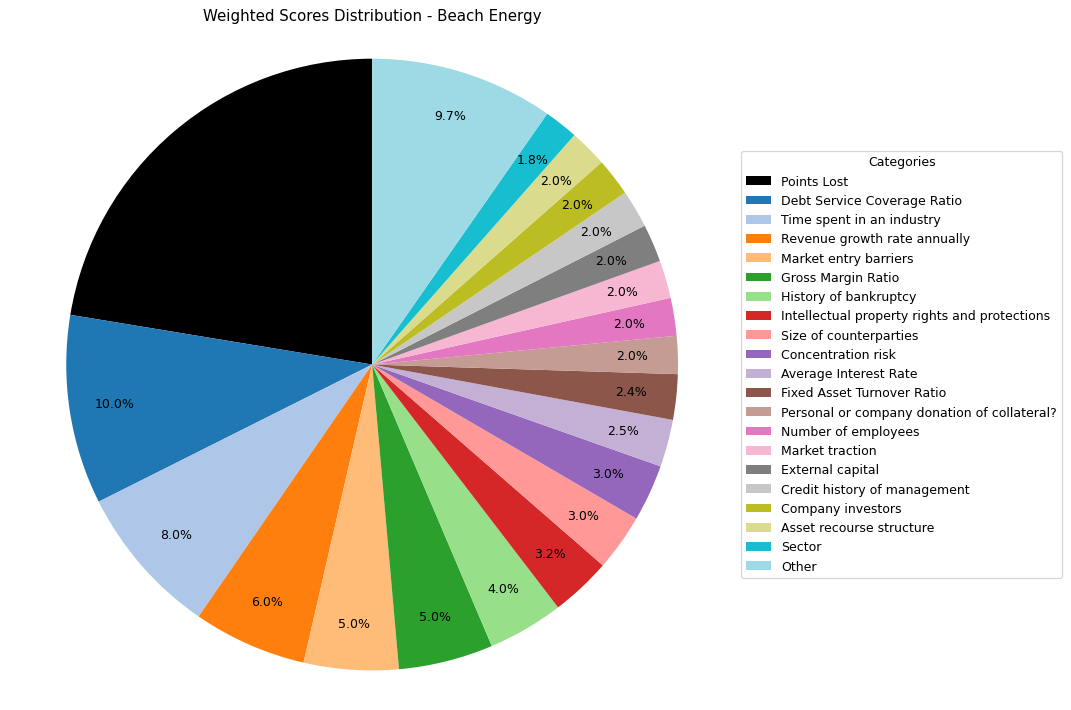 Weighted Scores Distribution - Beach Energy
9.7%
1.8%
2.0%
2.0%
2.0%
2.0%
2.0%
2.0%
2.0%
2.4%
2.5%
3.0%
3.0%
3.2%
4.0%
5.0%
5.0%
6.0%
8.0%
10.0%
Categories
Points Lost
Debt Service Coverage Ratio
Time spent in an industry
Revenue growth rate annually
Market entry barriers
Gross Margin Ratio
History of bankruptcy
Intellectual property rights and protections
Size of counterparties
Concentration risk
Average Interest Rate
Fixed Asset Turnover Ratio
Personal or company donation of collateral?
Number of employees
Market traction
External capital
Credit history of management
Company investors
Asset recourse structure
Sector
Other